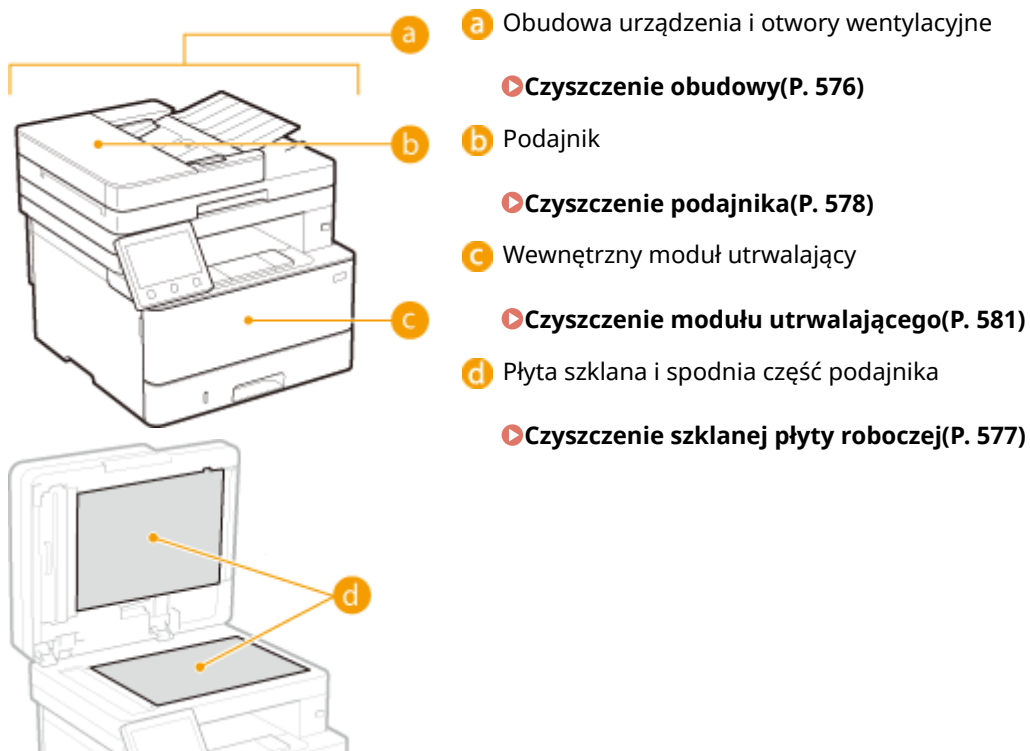 a Obudowa urządzenia i otwory wentylacyjne
Czyszczenie obudowy(P. 576)
b Podajnik
Czyszczenie podajnika(P. 578)
c Wewnętrzny moduł utrwalający
Czyszczenie modułu utrwalającego(P. 581)
d Płyta szklana i spodnia część podajnika
Czyszczenie szklanej płyty roboczej(P. 577)
a
b
c
d